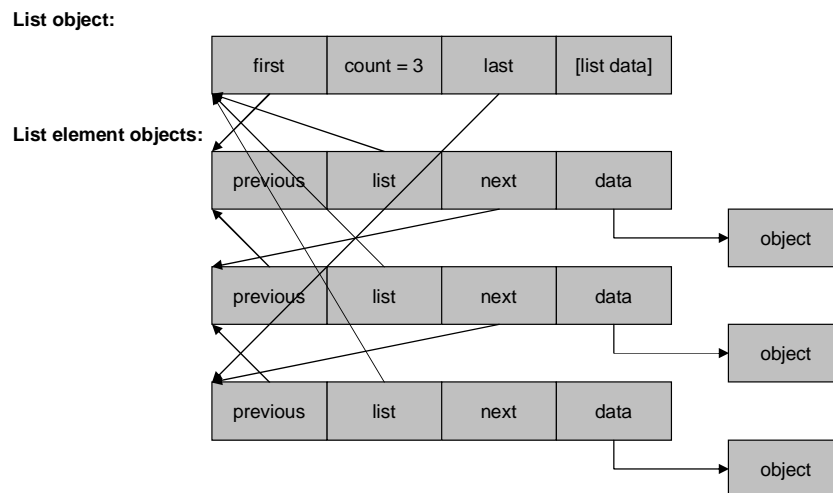 List object:
first count = 3 last [list data]
List element objects:
previous list next data
object
previous list next data
object
previous list next data
object